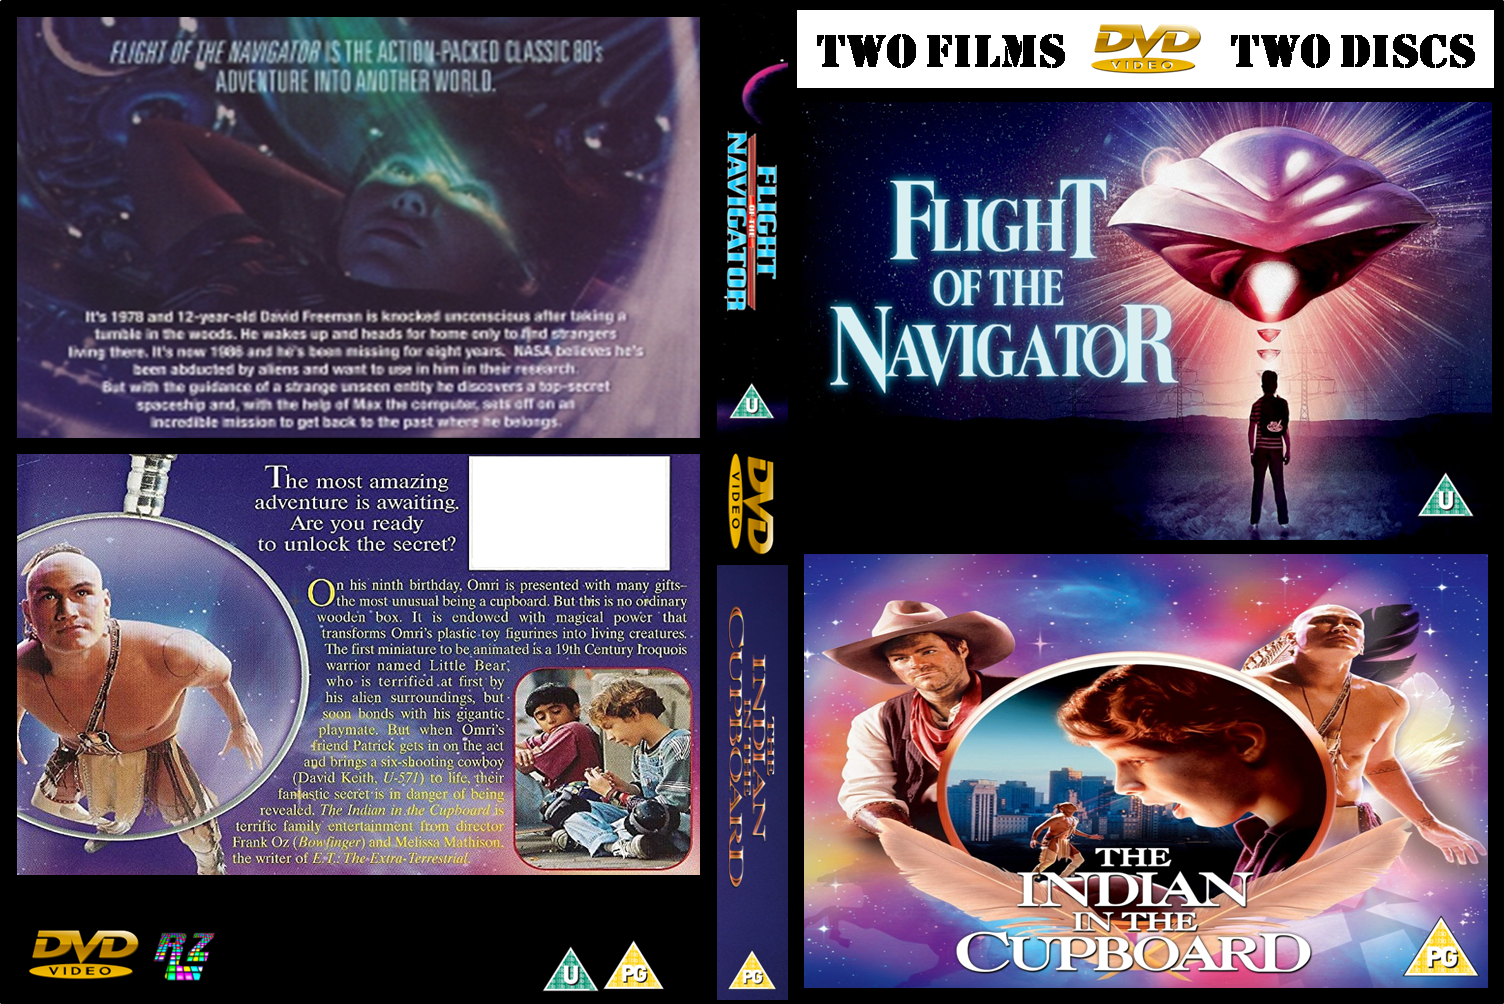 FLIGHT OF THE NAVIGATOR IS THE ACTION-PACKED CLASSIC 80's
ADVENTURE INTO ANOTHER WORLD.
It's 1978 and 12-year-old David Freeman is knocked unconscious after taking a
tumble in the woods. He wakes up and heads for home only to find strangers
living there. It's now 1986 and he's been missing for eight years. NASA believes he's
been abducted by aliens and want to use in him in their research.
But with the guidance of a strange unseen entity he discovers a top-secret
spaceship and, with the help of Max the computer, sets off on an
incredible mission to get back to the past where he belongs.
The most amazing
adventure is awaiting.
Are you ready
to unlock the secret?
On his ninth birthday, Omri is presented with many gifts–
the most unusual being a cupboard. But this is no ordinary
wooden box. It is endowed with magical power that
transforms Omri's plastic toy figurines into living creatures.
The first miniature to be animated is a 19th Century Iroquois
warrior named Little Bear,
who is terrified at first by
his alien surroundings, but
soon bonds with his gigantic
playmate. But when Omri's
friend Patrick gets in on the act
and brings a six-shooting cowboy
(David Keith, U-571) to life, their
fantastic secret is in danger of being
revealed. The Indian in the Cupboard is
terrific family entertainment from director
Frank Oz (Bowfinger) and Melissa Mathison,
the writer of E.T.: The Extra-Terrestrial.
DVD
VIDEO
U
PG
FLIGHT
OF THE
NAVIGATOR
U
DVD
VIDEO
THE
INDIAN
IN THE
CUPBOARD
PG
TWO FILMS DVD VIDEO TWO DISCS
FLIGHT
OF THE
NAVIGATOR
U
THE
INDIAN
IN THE
CUPBOARD
PG